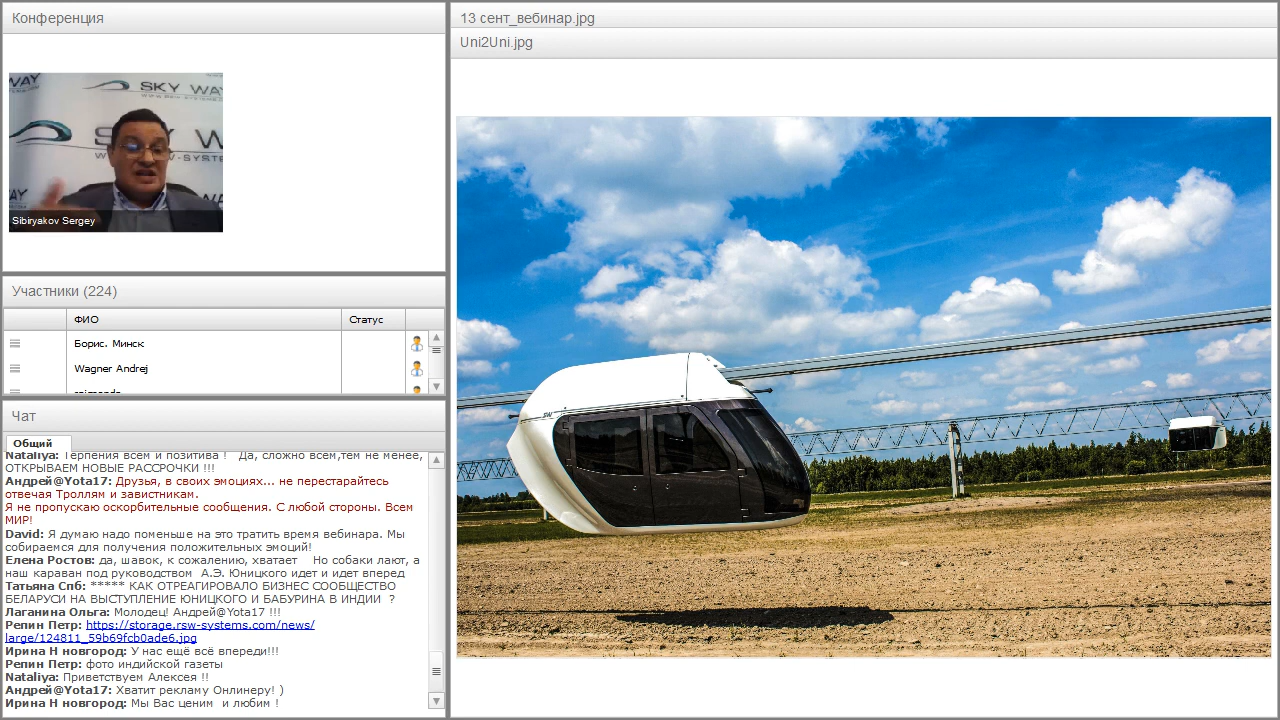 Конференция
SKY WAY
Sibiryakov Sergey
Участники (224)
ФИО
Статус
Борис. Минск
Wagner Andrej
Чат
Общий
Nataliya: Терпения всем и позитива ! Да, сложно всем,тем не менее,
ОТКРЫВАЕМ НОВЫЕ РАССРОЧКИ !!!
Андрей@Yota17: Друзья, в своих эмоциях... не перестарайтесь
отвечая Троллям и завистникам.
Я не пропускаю оскорбительные сообщения. С любой стороны. Всем
МИР!
David: Я думаю надо поменьше на это тратить время вебинара. Мы
собираемся для получения положительных эмоций!
Елена Ростов: да, шавок, к сожалению, хватает Но собаки лают, а
наш караван под руководством А.Э. Юницкого идет и идет вперед
Татьяна Спб: ***** КАК ОТРЕАГИРОВАЛО БИЗНЕС СООБЩЕСТВО
БЕЛАРУСИ НА ВЫСТУПЛЕНИЕ ЮНИЦКОГО И БАБУРИНА В ИНДИИ ?
Лаганина Ольга: Молодец! Андрей@Yota17 !!!
Репин Петр: https://storage.rsw-systems.com/news/
large/124811_59b69fcb0ade6.jpg
Ирина Н новгород: У нас ещё всё впереди!!!
Репин Петр: фото индийской газеты
Nataliya: Приветствуем Алексея !!
Андрей@Yota17: Хватит рекламу Онлинеру! )
Ирина Н новгород: Мы Вас ценим и любим !
13 сент_вебинар.jpg
Uni2Uni.jpg